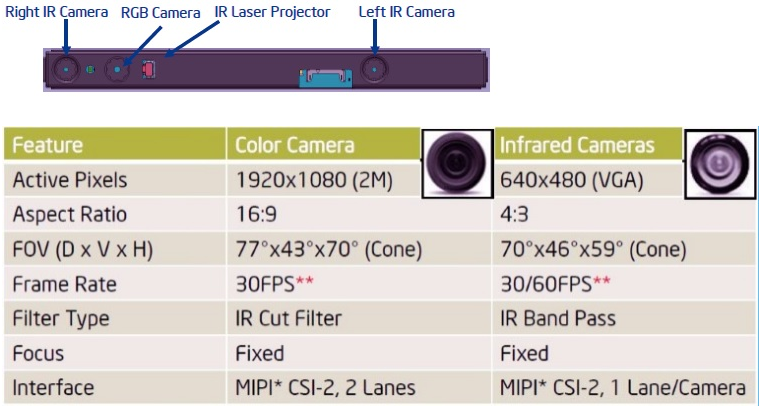 Right IR Camera RGB Camera IR Laser Projector Left IR Camera
Feature Color Camera Infrared Cameras
Active Pixels 1920x1080 (2M) 640x480 (VGA)
Aspect Ratio 16:9 4:3
FOV (D x V x H) 77°x43°x70° (Cone) 70°x46°x59° (Cone)
Frame Rate 30FPS** 30/60FPS**
Filter Type IR Cut Filter IR Band Pass
Focus Fixed Fixed
Interface MIPI* CSI-2, 2 Lanes MIPI* CSI-2, 1 Lane/Camera